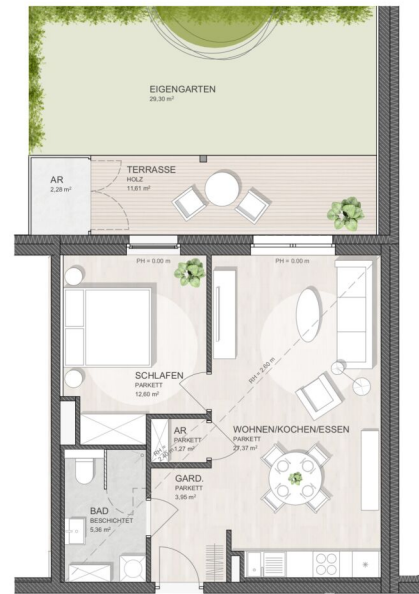 EIGENGARTEN
29,30 m²
TERRASSE
HOLZ
11,61 m²
AR
2,28 m²
PH = 0.00 m
PH = 0.00 m
RH = 2.60 m
SCHLAFEN
PARKETT
12,60 m²
WOHNEN/KOCHEN/ESSEN
PARKETT
27,37 m²
AR
PARKETT
1,27 m²
GARD.
PARKETT
3,95 m²
BAD
BESCHICHTET
5,36 m²